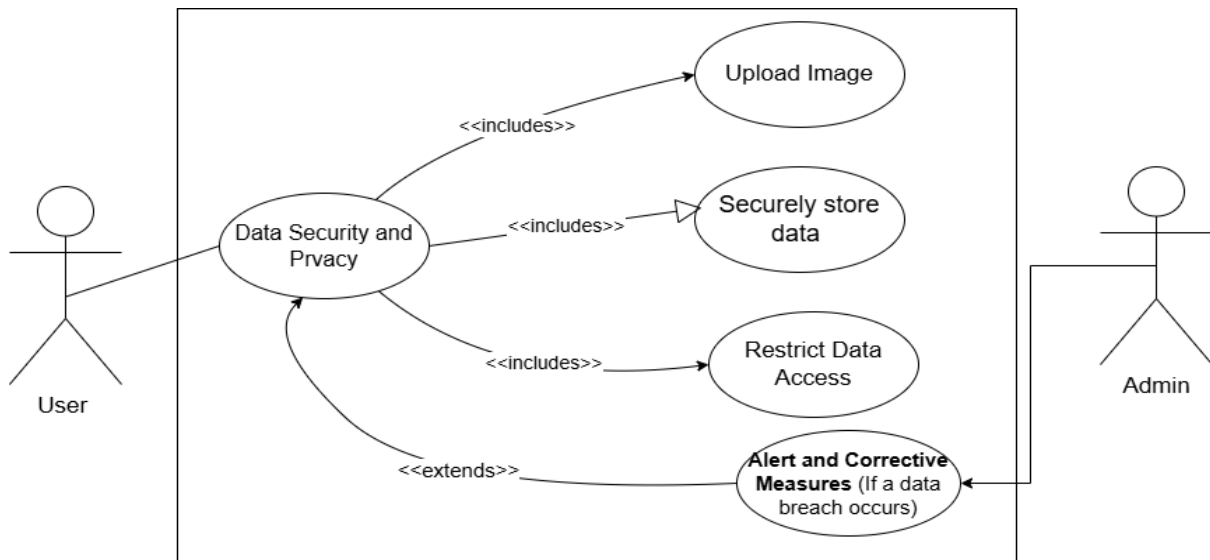 Upload Image
<<includes>>
Securely store
data
<<includes>>
Data Security and
Prvacy
Restrict Data
Access
<<includes>>
User
Admin
Alert and Corrective
Measures (If a data
breach occurs)
<<extends>>